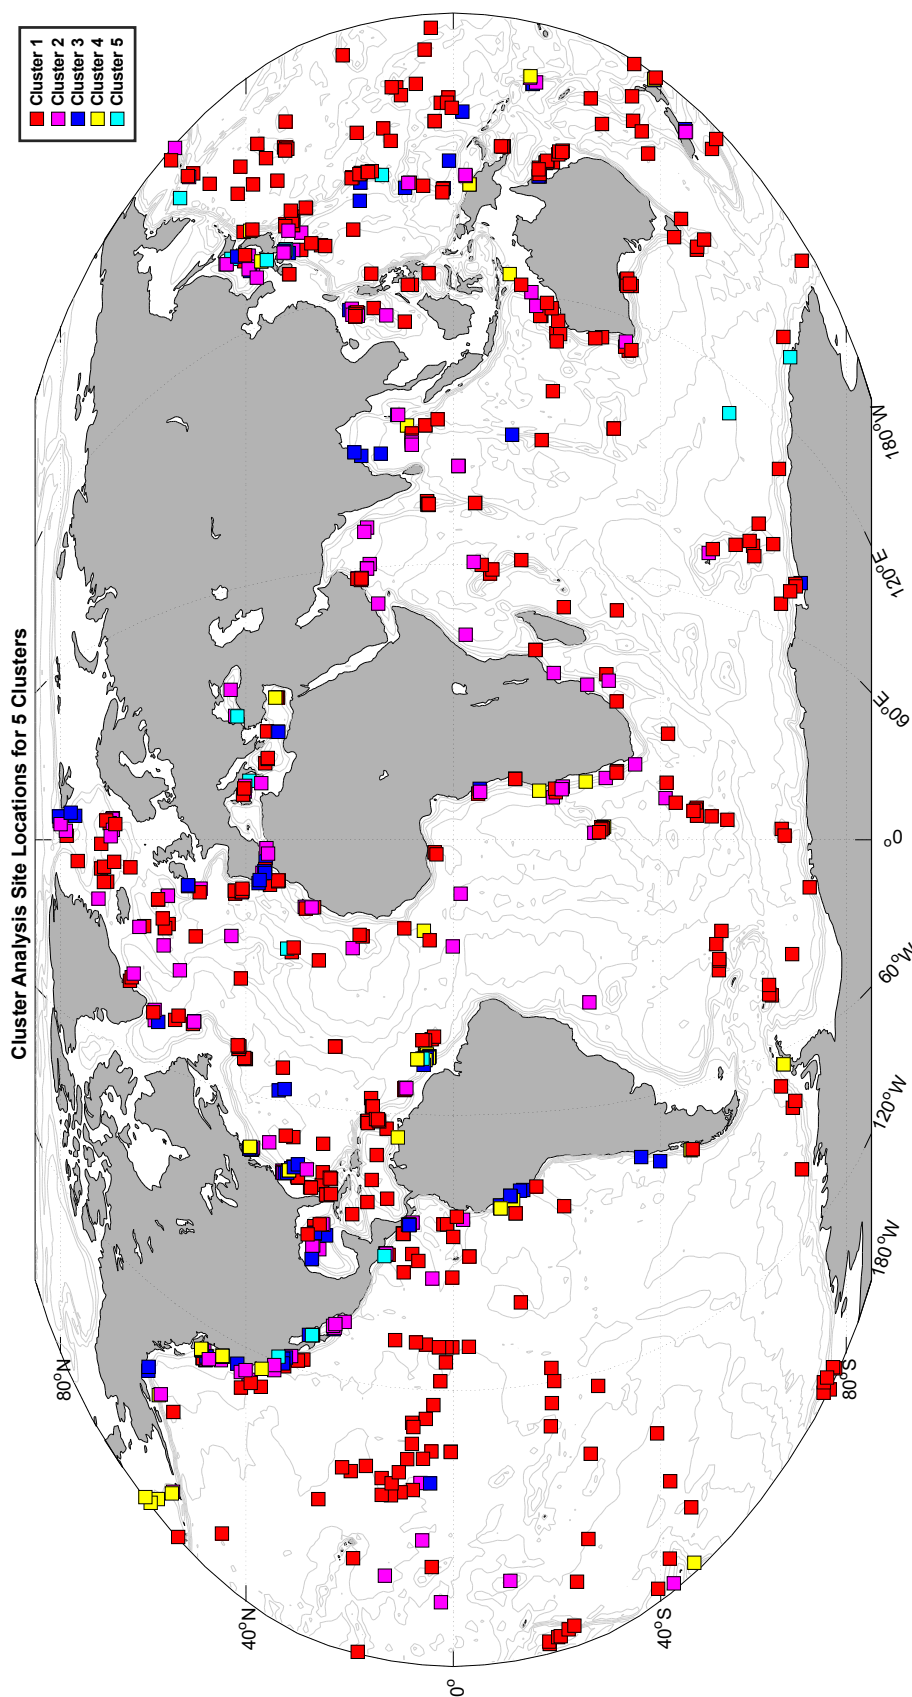 Cluster Analysis Site Locations for 5 Clusters
Cluster 1
Cluster 2
Cluster 3
Cluster 4
Cluster 5
80°N
40°N
0°
40°S
80°S
180°W
120°W
60°W
0°
60°E
120°E
180°W